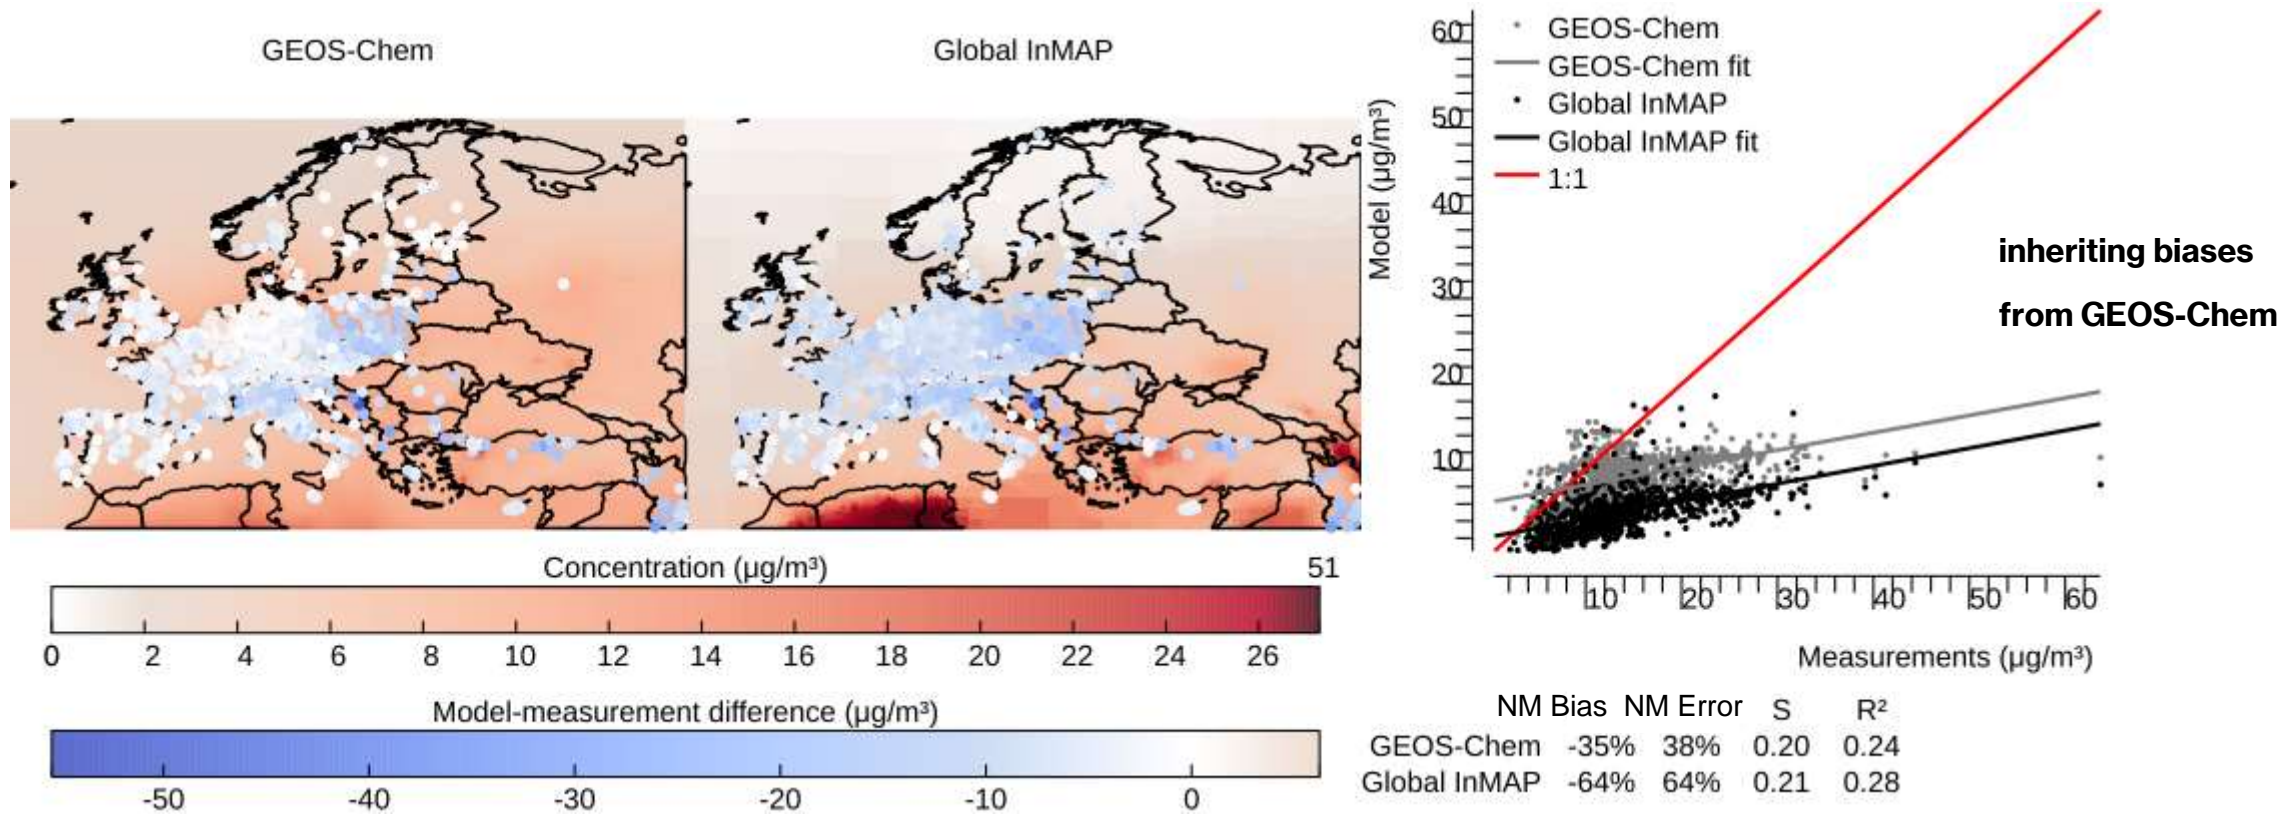 GEOS-Chem
Global InMAP
Concentration (µg/m³)
51
0 2 4 6 8 10 12 14 16 18 20 22 24 26
Model-measurement difference (µg/m³)
-50 -40 -30 -20 -10 0
Model (µg/m³)
60
50
40
30
20
10
GEOS-Chem
GEOS-Chem fit
Global InMAP
Global InMAP fit
1:1
inheriting biases
from GEOS-Chem
10 20 30 40 50 60
Measurements (µg/m³)
NM Bias NM Error S R²
GEOS-Chem -35% 38% 0.20 0.24
Global InMAP -64% 64% 0.21 0.28